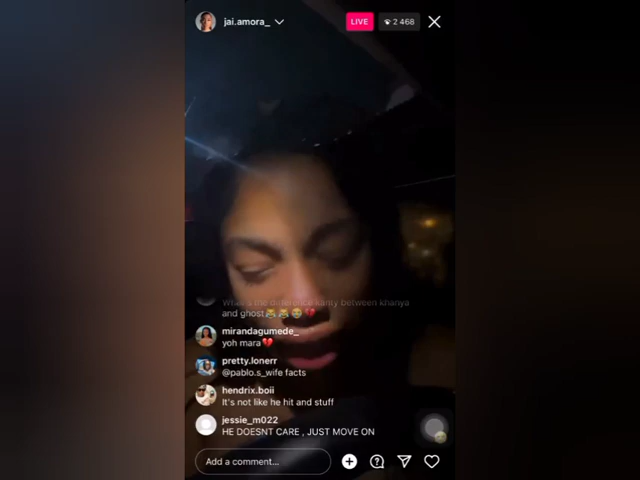 jai.amora_
LIVE
2 468
What's the difference kanty between khanya
and ghost😹😹😭💔
mirandagumede_
yoh mara💔
pretty.lonerr
@pablo.s_wife facts
hendrix.boii
It's not like he hit and stuff
jessie_m022
HE DOESNT CARE , JUST MOVE ON
Add a comment...